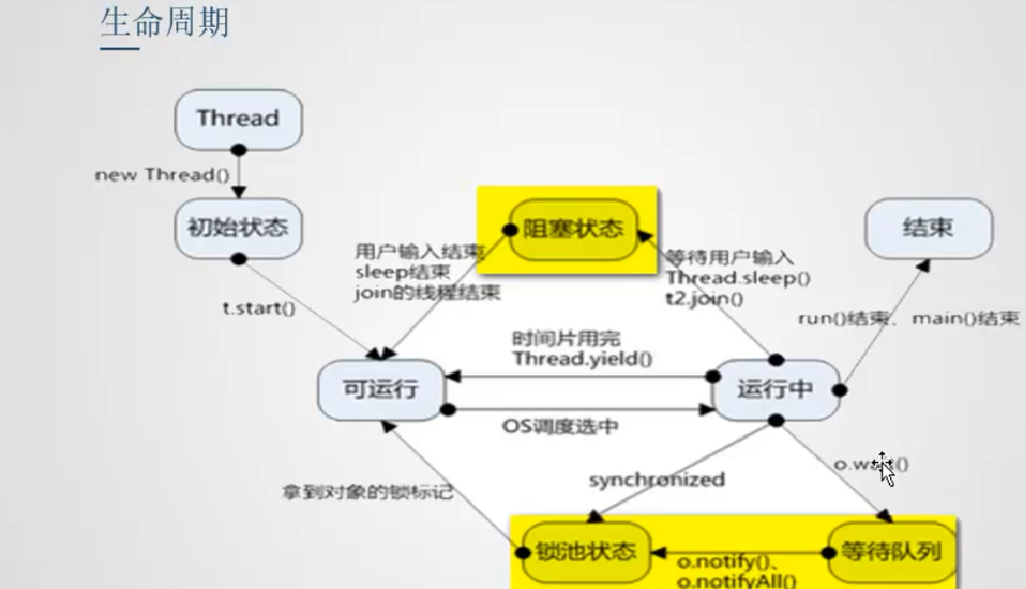 生命周期
Thread
new Thread()
初始状态
阻塞状态
结束
用户输入结束
sleep结束
join的线程结束
等待用户输入
Thread.sleep()
t2.join()
t.start()
run()结束、main()结束
时间片用完
Thread.yield()
可运行
运行中
OS调度选中
synchronized
拿到对象的锁标记
锁池状态
等待队列
o.notify()、
o.notifyAll()